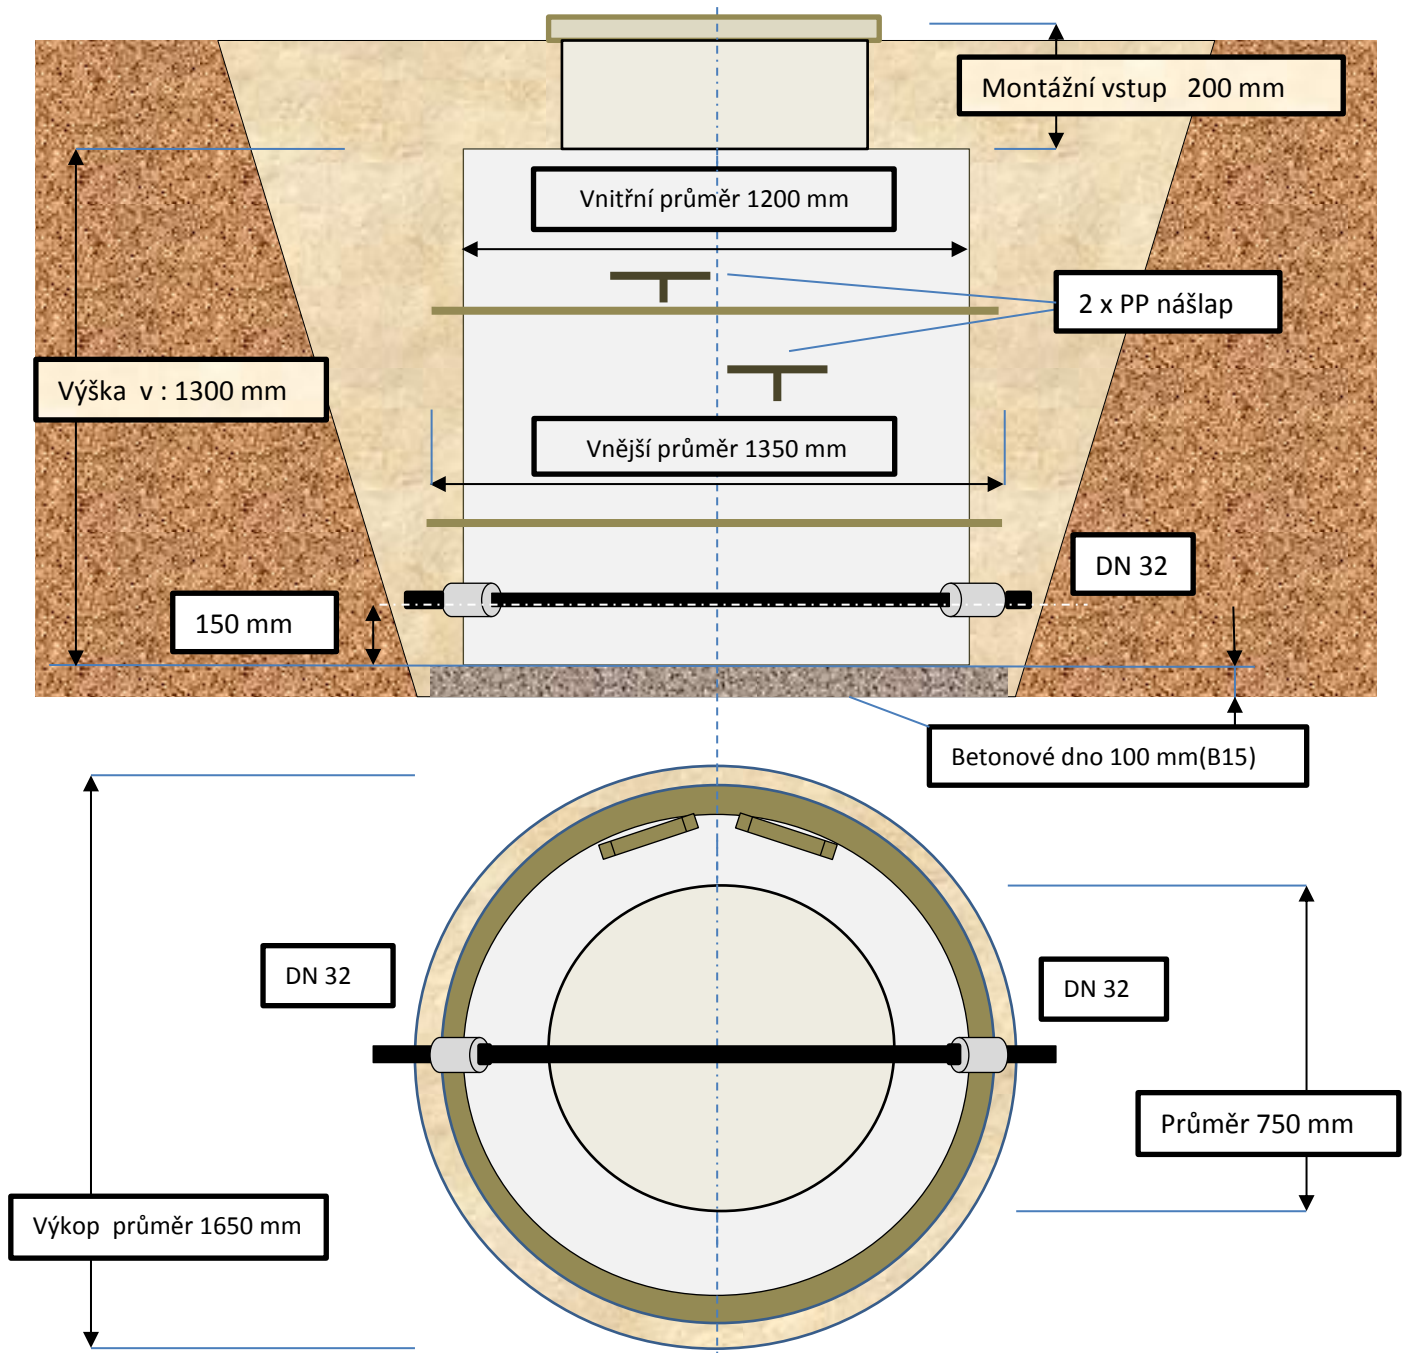 Montážní vstup 200 mm
Vnitřní průměr 1200 mm
2 x PP nášlap
Výška v : 1300 mm
Vnější průměr 1350 mm
DN 32
150 mm
Betonové dno 100 mm(B15)
DN 32
DN 32
Průměr 750 mm
Výkop průměr 1650 mm